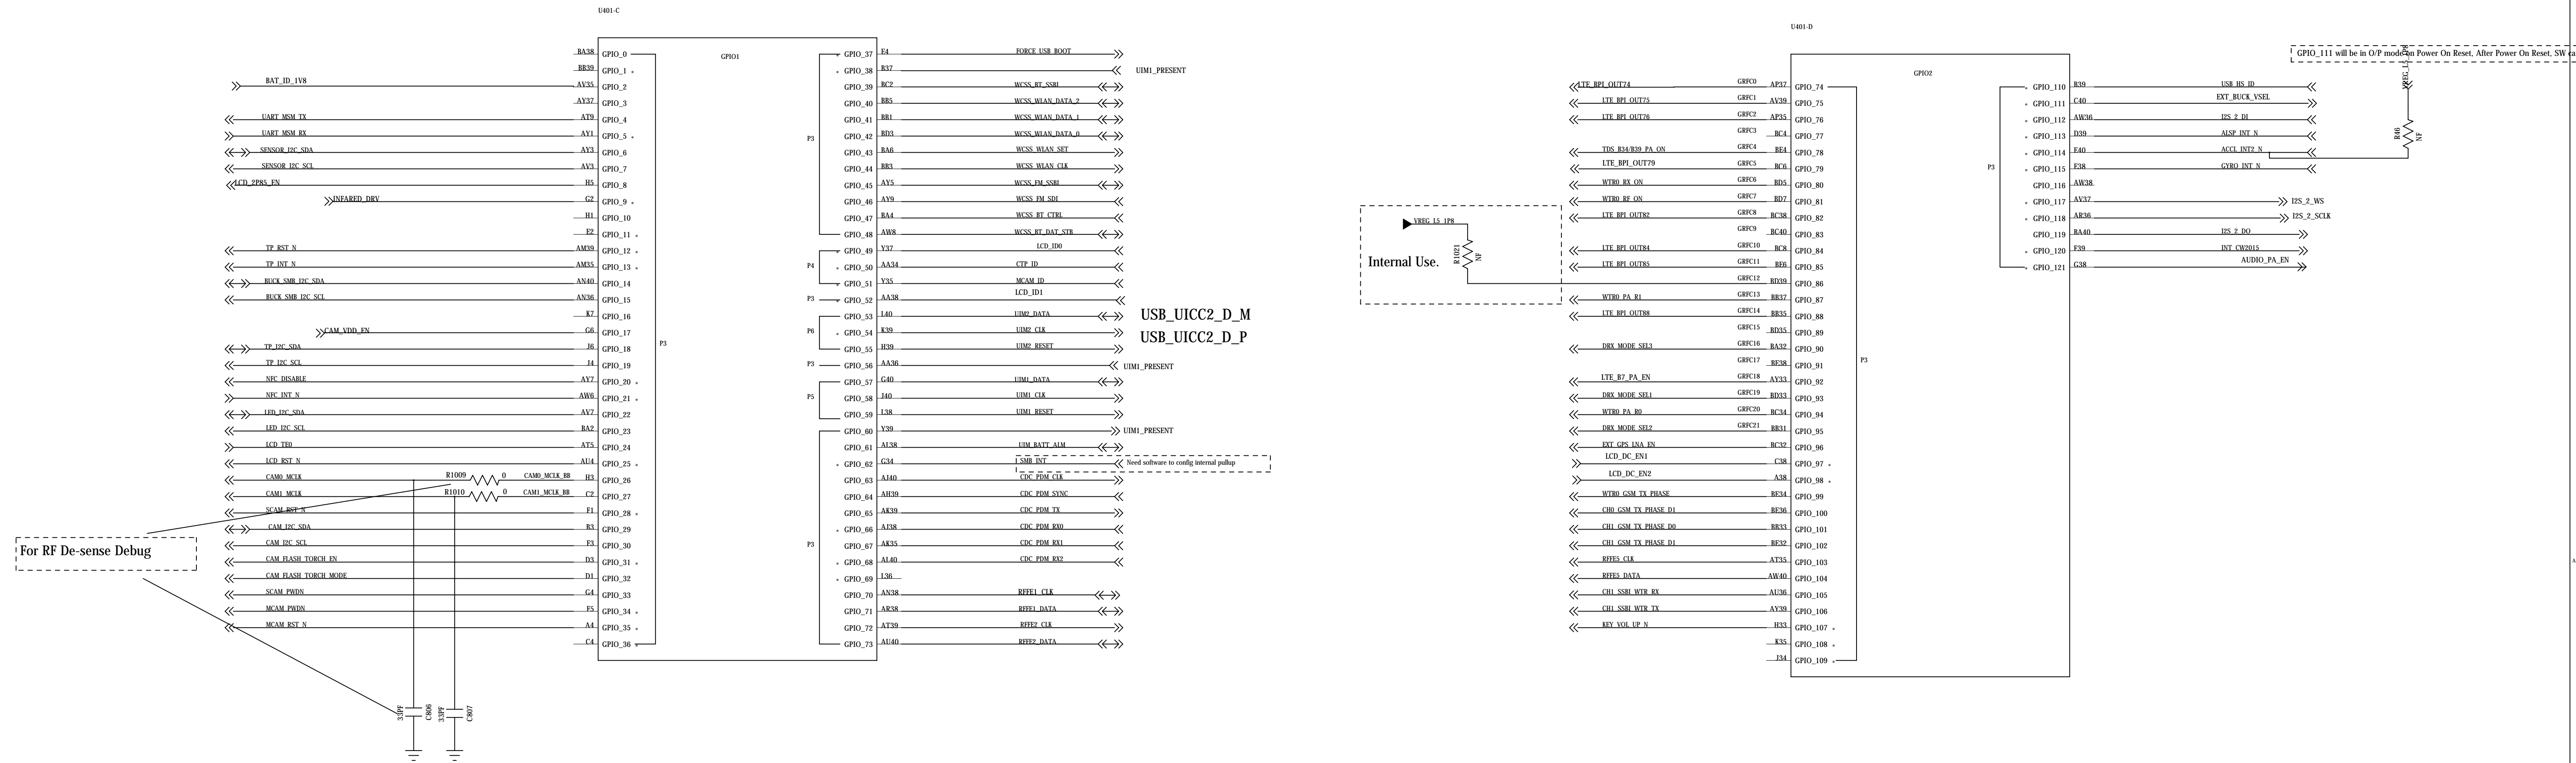 U401-C
GPIO1
BAT_ID_1V8
UART_MSM_TX
UART_MSM_RX
SENSOR_I2C_SDA
SENSOR_I2C_SCL
LCD_2P85_EN
INFARED_DRV
TP_RST_N
TP_INT_N
BUCK_SMB_I2C_SDA
BUCK_SMB_I2C_SCL
CAM_VDD_EN
TP_I2C_SDA
TP_I2C_SCL
NFC_DISABLE
NFC_INT_N
LED_I2C_SDA
LED_I2C_SCL
LCD_TE0
LCD_RST_N
CAM0_MCLK R1009 0 CAM0_MCLK_BB
CAM1_MCLK R1010 0 CAM1_MCLK_BB
SCAM_RST_N
CAM_I2C_SDA
CAM_I2C_SCL
CAM_FLASH_TORCH_EN
CAM_FLASH_TORCH_MODE
SCAM_PWDN
MCAM_PWDN
MCAM_RST_N
For RF De-sense Debug
33PF
C806
33PF
C807
BA38 GPIO_0
BB39 GPIO_1
AV35 GPIO_2
AY37 GPIO_3
AT9 GPIO_4
AY1 GPIO_5
AY3 GPIO_6
AV3 GPIO_7
H5 GPIO_8
G2 GPIO_9
H1 GPIO_10
E2 GPIO_11
AM39 GPIO_12
AM35 GPIO_13
AN40 GPIO_14
AN36 GPIO_15
K7 GPIO_16
G6 GPIO_17
J6 GPIO_18
J4 GPIO_19
AY7 GPIO_20
AW6 GPIO_21
AV7 GPIO_22
BA2 GPIO_23
AT5 GPIO_24
AU4 GPIO_25
H3 GPIO_26
C2 GPIO_27
F1 GPIO_28
B3 GPIO_29
F3 GPIO_30
D3 GPIO_31
D1 GPIO_32
G4 GPIO_33
F5 GPIO_34
A4 GPIO_35
C4 GPIO_36
P3
P3
P4
P3
P6
P3
P5
P3
GPIO_37 E4 FORCE_USB_BOOT
GPIO_38 B37 UIM1_PRESENT
GPIO_39 BC2 WCSS_BT_SSBI
GPIO_40 BB5 WCSS_WLAN_DATA_2
GPIO_41 BB1 WCSS_WLAN_DATA_1
GPIO_42 BD3 WCSS_WLAN_DATA_0
GPIO_43 BA6 WCSS_WLAN_SET
GPIO_44 BB3 WCSS_WLAN_CLK
GPIO_45 AY5 WCSS_FM_SSBI
GPIO_46 AY9 WCSS_FM_SDI
GPIO_47 BA4 WCSS_BT_CTRL
GPIO_48 AW8 WCSS_BT_DAT_STB
GPIO_49 Y37 LCD_ID0
GPIO_50 AA34 CTP_ID
GPIO_51 Y35 MCAM_ID
GPIO_52 AA38 LCD_ID1
GPIO_53 L40 UIM2_DATA USB_UICC2_D_M
GPIO_54 K39 UIM2_CLK USB_UICC2_D_P
GPIO_55 H39 UIM2_RESET
GPIO_56 AA36 UIM1_PRESENT
GPIO_57 G40 UIM1_DATA
GPIO_58 J40 UIM1_CLK
GPIO_59 L38 UIM1_RESET
GPIO_60 Y39 UIM1_PRESENT
GPIO_61 AL38 UIM_BATT_ALM
GPIO_62 G34 SMB_INT Need software to config internal pullup
GPIO_63 AJ40 CDC_PDM_CLK
GPIO_64 AH39 CDC_PDM_SYNC
GPIO_65 AK39 CDC_PDM_TX
GPIO_66 AJ38 CDC_PDM_RX0
GPIO_67 AK35 CDC_PDM_RX1
GPIO_68 AL40 CDC_PDM_RX2
GPIO_69 L36
GPIO_70 AN38 RFFE1_CLK
GPIO_71 AR38 RFFE1_DATA
GPIO_72 AT39 RFFE2_CLK
GPIO_73 AU40 RFFE2_DATA
Internal Use.
VREG_L5_1P8
R1021
NF
U401-D
GPIO2
LTE_BPI_OUT74 GRFC0 AP37 GPIO_74
LTE_BPI_OUT75 GRFC1 AV39 GPIO_75
LTE_BPI_OUT76 GRFC2 AP35 GPIO_76
GRFC3 BC4 GPIO_77
TDS_B34/B39_PA_ON GRFC4 BE4 GPIO_78
LTE_BPI_OUT79 GRFC5 BC6 GPIO_79
WTR0_RX_ON GRFC6 BD5 GPIO_80
WTR0_RF_ON GRFC7 BD7 GPIO_81
LTE_BPI_OUT82 GRFC8 BC38 GPIO_82
GRFC9 BC40 GPIO_83
LTE_BPI_OUT84 GRFC10 BC8 GPIO_84
LTE_BPI_OUT85 GRFC11 BE6 GPIO_85
GRFC12 BD39 GPIO_86
WTR0_PA_R1 GRFC13 BB37 GPIO_87
LTE_BPI_OUT88 GRFC14 BB35 GPIO_88
GRFC15 BD35 GPIO_89
DRX_MODE_SEL3 GRFC16 BA32 GPIO_90
GRFC17 BE38 GPIO_91
LTE_B7_PA_EN GRFC18 AY33 GPIO_92
DRX_MODE_SEL1 GRFC19 BD33 GPIO_93
WTR0_PA_R0 GRFC20 BC34 GPIO_94
DRX_MODE_SEL2 GRFC21 BB31 GPIO_95
EXT_GPS_LNA_EN BC32 GPIO_96
LCD_DC_EN1 C38 GPIO_97
LCD_DC_EN2 A38 GPIO_98
WTR0_GSM_TX_PHASE BE34 GPIO_99
CH0_GSM_TX_PHASE_D1 BE36 GPIO_100
CH1_GSM_TX_PHASE_D0 BB33 GPIO_101
CH1_GSM_TX_PHASE_D1 BE32 GPIO_102
RFFE5_CLK AT35 GPIO_103
RFFE5_DATA AW40 GPIO_104
CH1_SSBI_WTR_RX AU36 GPIO_105
CH1_SSBI_WTR_TX AY39 GPIO_106
KEY_VOL_UP_N H33 GPIO_107
K35 GPIO_108
J34 GPIO_109
P3
P3
GPIO_110 B39 USB_HS_ID
GPIO_111 C40 EXT_BUCK_VSEL
GPIO_112 AW36 I2S_2_DI
GPIO_113 D39 ALSP_INT_N
GPIO_114 E40 ACCL_INT2_N
GPIO_115 E38 GYRO_INT_N
GPIO_116 AW38
GPIO_117 AV37 I2S_2_WS
GPIO_118 AR36 I2S_2_SCLK
GPIO_119 BA40 I2S_2_DO
GPIO_120 F39 INT_CW2015
GPIO_121 G38 AUDIO_PA_EN
GPIO_111 will be in O/P mode on Power On Reset, After Power On Reset, SW ca
VREG_L5_1P8
R46
NF
A